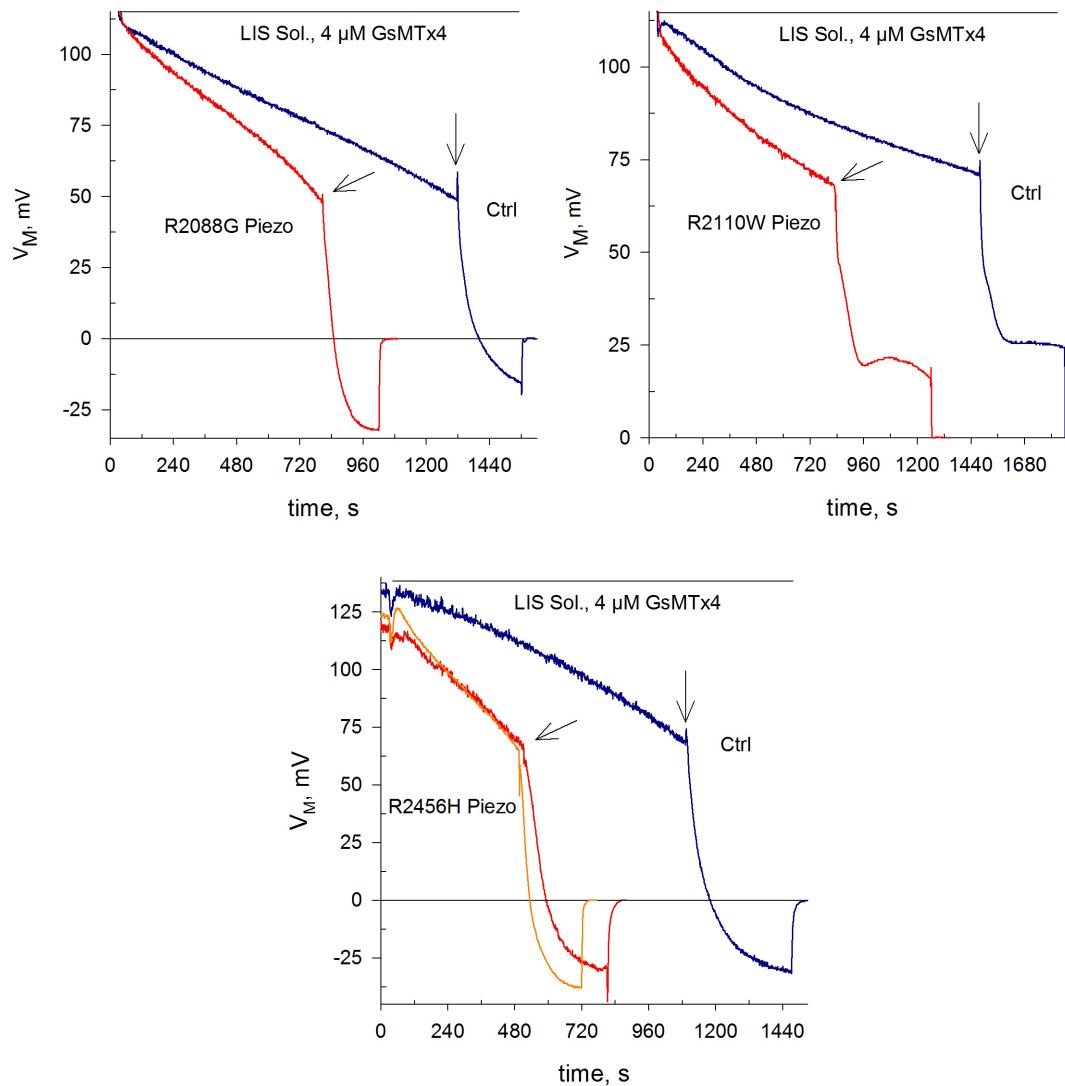 LIS Sol., 4 µM GsMTx4
100
75
50
25
0
-25
V_M, mV
R2088G Piezo
Ctrl
0 240 480 720 960 1200 1440
time, s
LIS Sol., 4 µM GsMTx4
100
75
50
25
0
V_M, mV
R2110W Piezo
Ctrl
0 240 480 720 960 1200 1440 1680
time, s
LIS Sol., 4 µM GsMTx4
125
100
75
50
25
0
-25
V_M, mV
R2456H Piezo
Ctrl
0 240 480 720 960 1200 1440
time, s